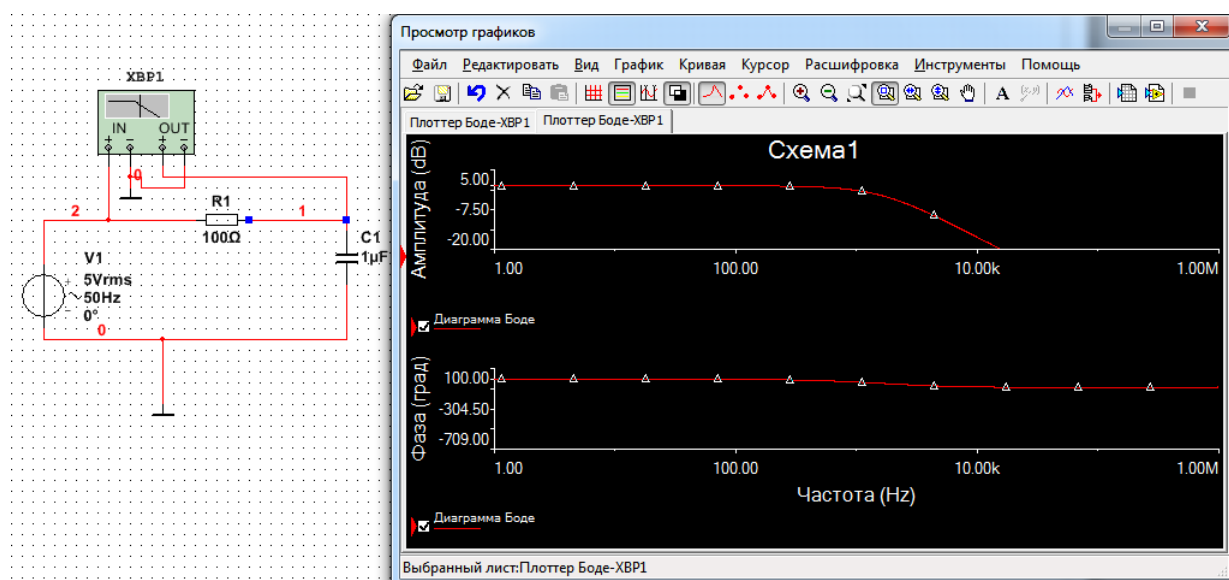 XBP1
IN OUT
+ − + −
0
2
R1
1
100Ω
C1
1µF
V1
5Vrms
50Hz
0°
0
Просмотр графиков
Файл Редактировать Вид График Кривая Курсор Расшифровка Инструменты Помощь
Плоттер Боде-XBP1 Плоттер Боде-XBP1
Схема1
Амплитуда (dB)
5.00
-7.50
-20.00
1.00 100.00 10.00k 1.00M
Диаграмма Боде
Фаза (град)
100.00
-304.50
-709.00
1.00 100.00 10.00k 1.00M
Частота (Hz)
Диаграмма Боде
Выбранный лист:Плоттер Боде-XBP1